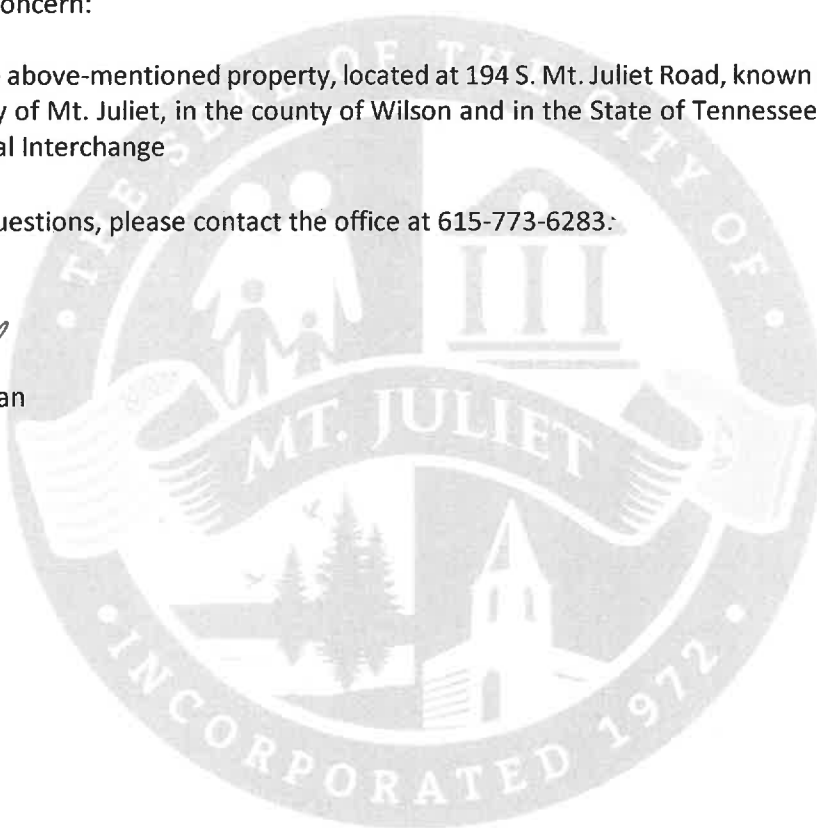 oncern:
above-mentioned property, located at 194 S. Mt. Juliet Road, known
y of Mt. Juliet, in the county of Wilson and in the State of Tennessee
al Interchange
uestions, please contact the office at 615-773-6283.
an
THE SEAL OF THE CITY OF
MT. JULIET
INCORPORATED 1972